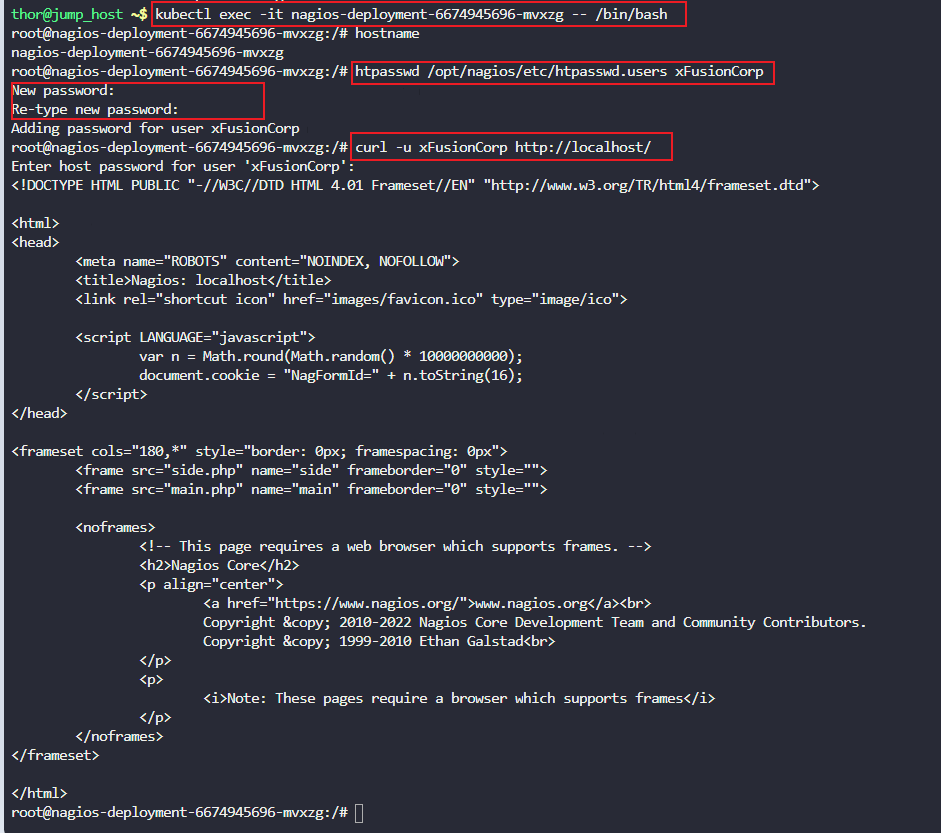 thor@jump_host ~$ kubectl exec -it nagios-deployment-6674945696-mvxzg -- /bin/bash
root@nagios-deployment-6674945696-mvxzg:/# hostname
nagios-deployment-6674945696-mvxzg
root@nagios-deployment-6674945696-mvxzg:/# htpasswd /opt/nagios/etc/htpasswd.users xFusionCorp
New password:
Re-type new password:
Adding password for user xFusionCorp
root@nagios-deployment-6674945696-mvxzg:/# curl -u xFusionCorp http://localhost/
Enter host password for user 'xFusionCorp':
<!DOCTYPE HTML PUBLIC "-//W3C//DTD HTML 4.01 Frameset//EN" "http://www.w3.org/TR/html4/frameset.dtd">

<html>
<head>
        <meta name="ROBOTS" content="NOINDEX, NOFOLLOW">
        <title>Nagios: localhost</title>
        <link rel="shortcut icon" href="images/favicon.ico" type="image/ico">

        <script LANGUAGE="javascript">
                var n = Math.round(Math.random() * 10000000000);
                document.cookie = "NagFormId=" + n.toString(16);
        </script>
</head>

<frameset cols="180,*" style="border: 0px; framespacing: 0px">
        <frame src="side.php" name="side" frameborder="0" style="">
        <frame src="main.php" name="main" frameborder="0" style="">

        <noframes>
                <!-- This page requires a web browser which supports frames. -->
                <h2>Nagios Core</h2>
                <p align="center">
                        <a href="https://www.nagios.org/">www.nagios.org</a><br>
                        Copyright &copy; 2010-2022 Nagios Core Development Team and Community Contributors.
                        Copyright &copy; 1999-2010 Ethan Galstad<br>
                </p>
                <p>
                        <i>Note: These pages require a browser which supports frames</i>
                </p>
        </noframes>
</frameset>

</html>
root@nagios-deployment-6674945696-mvxzg:/#